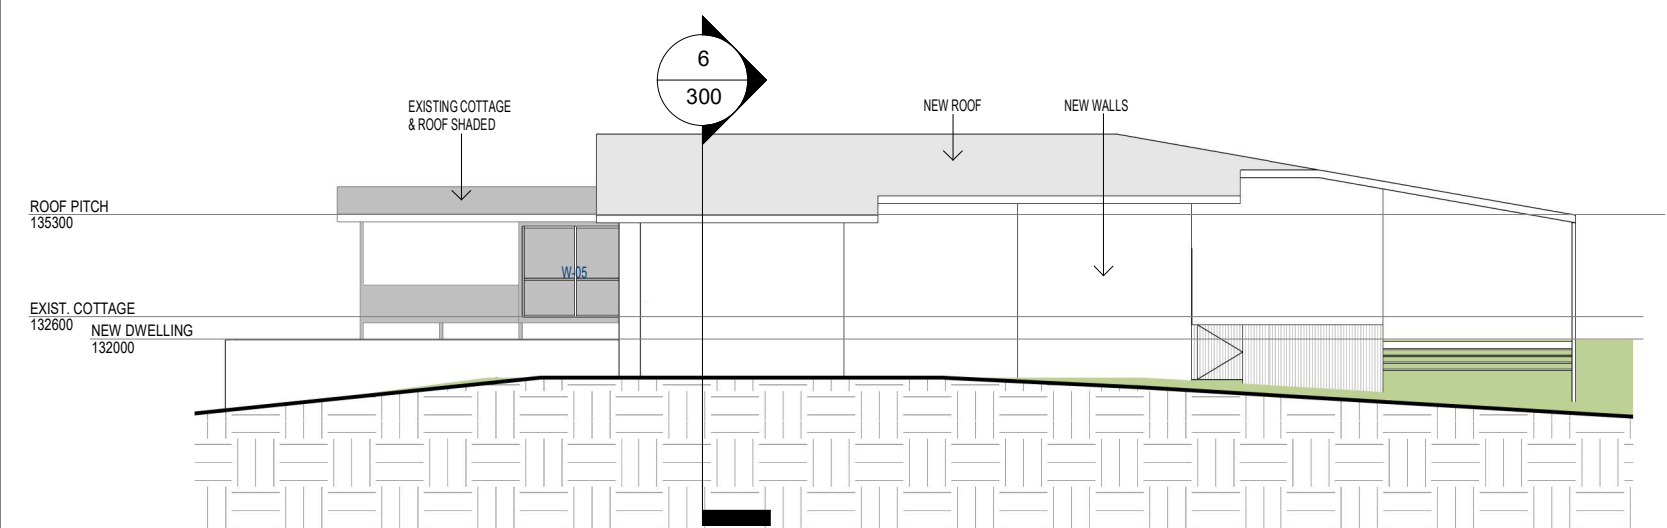 6
300
EXISTING COTTAGE
& ROOF SHADED
NEW ROOF
NEW WALLS
ROOF PITCH
135300
W-05
EXIST. COTTAGE
132600
NEW DWELLING
132000